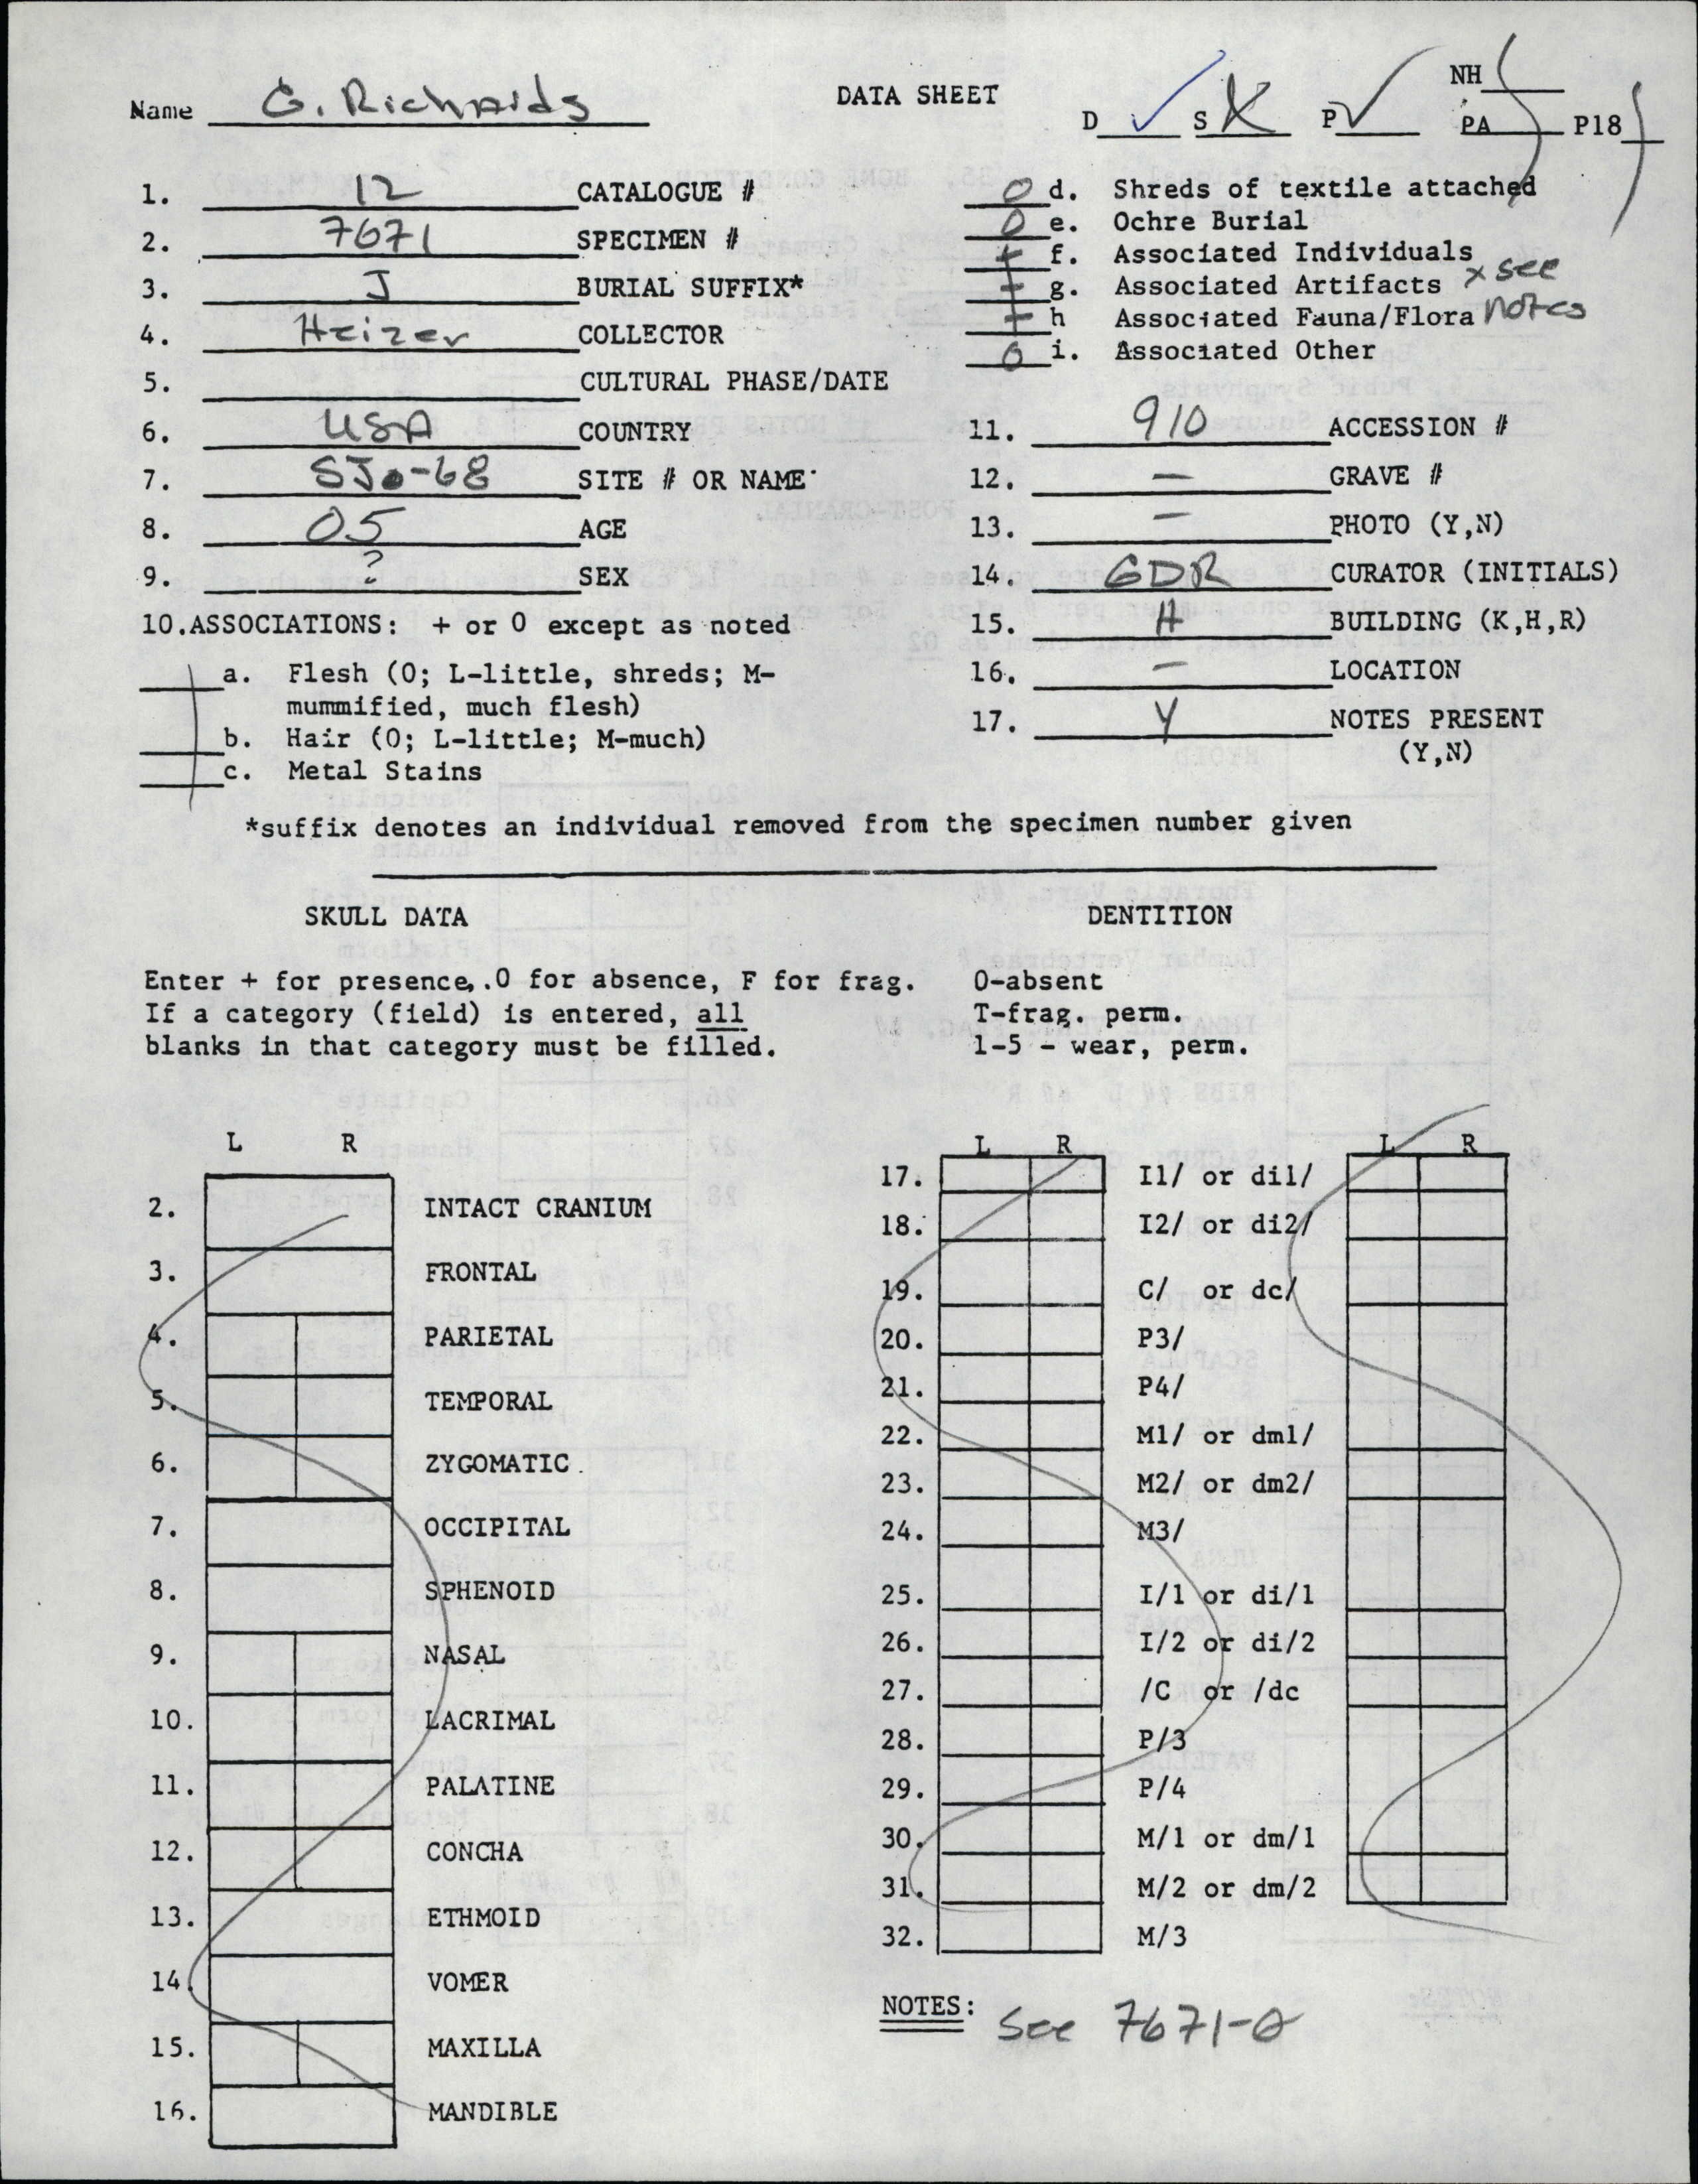 Name G. Richards
DATA SHEET
D ✓ S X P ✓
NH
PA P18
1. 12 CATALOGUE #
2. 7671 SPECIMEN #
3. J BURIAL SUFFIX*
4. Heizer COLLECTOR
5. CULTURAL PHASE/DATE
6. USA COUNTRY
7. SJo-68 SITE # OR NAME
8. 05 AGE
9. ? SEX
10.ASSOCIATIONS: + or 0 except as noted
a. Flesh (0; L-little, shreds; M-
mummified, much flesh)
b. Hair (0; L-little; M-much)
c. Metal Stains
0 d. Shreds of textile attached
0 e. Ochre Burial
+ f. Associated Individuals
+ g. Associated Artifacts x see
+ h Associated Fauna/Flora notes
0 i. Associated Other
11. 910 ACCESSION #
12. — GRAVE #
13. — PHOTO (Y,N)
14. GDR CURATOR (INITIALS)
15. H BUILDING (K,H,R)
16. — LOCATION
17. Y NOTES PRESENT
(Y,N)
*suffix denotes an individual removed from the specimen number given
SKULL DATA
Enter + for presence, .0 for absence, F for frag.
If a category (field) is entered, all
blanks in that category must be filled.
L R
2. INTACT CRANIUM
3. FRONTAL
4. PARIETAL
5. TEMPORAL
6. ZYGOMATIC
7. OCCIPITAL
8. SPHENOID
9. NASAL
10. LACRIMAL
11. PALATINE
12. CONCHA
13. ETHMOID
14. VOMER
15. MAXILLA
16. MANDIBLE
DENTITION
0-absent
T-frag. perm.
1-5 - wear, perm.
L R L R
17. I1/ or di1/
18. I2/ or di2/
19. C/ or dc/
20. P3/
21. P4/
22. M1/ or dm1/
23. M2/ or dm2/
24. M3/
25. I/1 or di/1
26. I/2 or di/2
27. /C or /dc
28. P/3
29. P/4
30. M/1 or dm/1
31. M/2 or dm/2
32. M/3
NOTES: See 7671-0